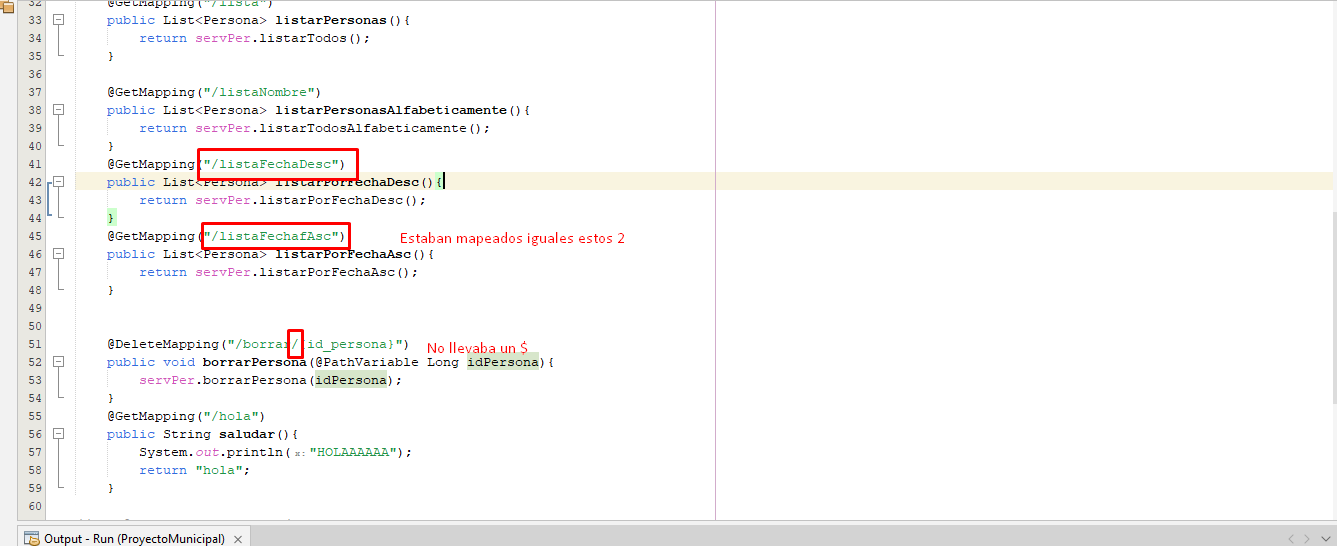 32 @GetMapping("/lista")
33 public List<Persona> listarPersonas(){
34 return servPer.listarTodos();
35 }
36
37 @GetMapping("/listaNombre")
38 public List<Persona> listarPersonasAlfabeticamente(){
39 return servPer.listarTodosAlfabeticamente();
40 }
41 @GetMapping("/listaFechaDesc")
42 public List<Persona> listarPorFechaDesc(){
43 return servPer.listarPorFechaDesc();
44 }
45 @GetMapping("/listaFechafAsc") Estaban mapeados iguales estos 2
46 public List<Persona> listarPorFechaAsc(){
47 return servPer.listarPorFechaAsc();
48 }
49
50
51 @DeleteMapping("/borrar/{id_persona}") No llevaba un $
52 public void borrarPersona(@PathVariable Long idPersona){
53 servPer.borrarPersona(idPersona);
54 }
55 @GetMapping("/hola")
56 public String saludar(){
57 System.out.println(x: "HOLAAAAAA");
58 return "hola";
59 }
60
Output - Run (ProyectoMunicipal) ×